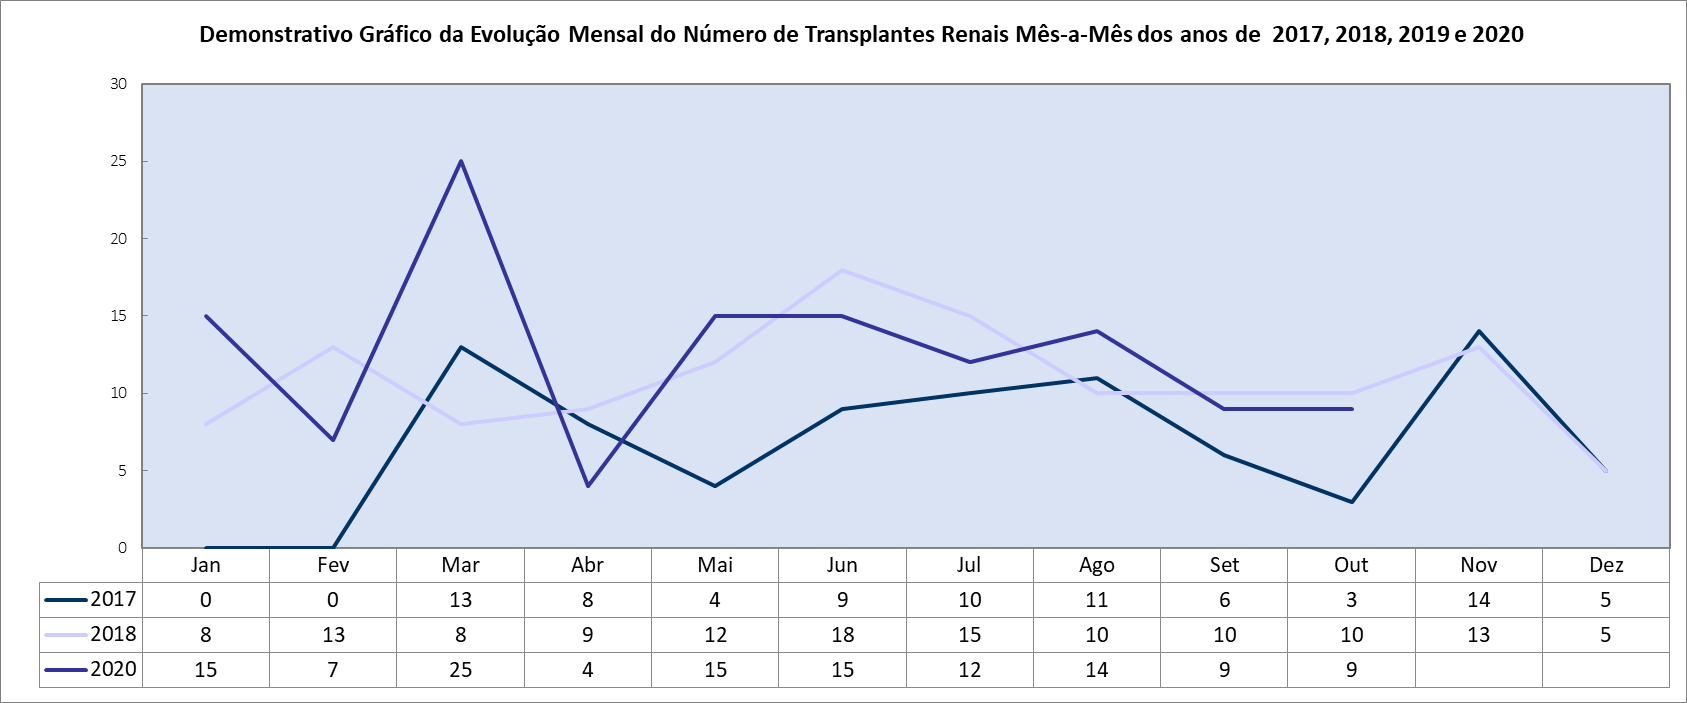 Demonstrativo Gráfico da Evolução Mensal do Número de Transplantes Renais Mês-a-Mês dos anos de 2017, 2018, 2019 e 2020
30
25
20
15
10
5
0
Jan Fev Mar Abr Mai Jun Jul Ago Set Out Nov Dez
2017 0 0 13 8 4 9 10 11 6 3 14 5
2018 8 13 8 9 12 18 15 10 10 10 13 5
2020 15 7 25 4 15 15 12 14 9 9